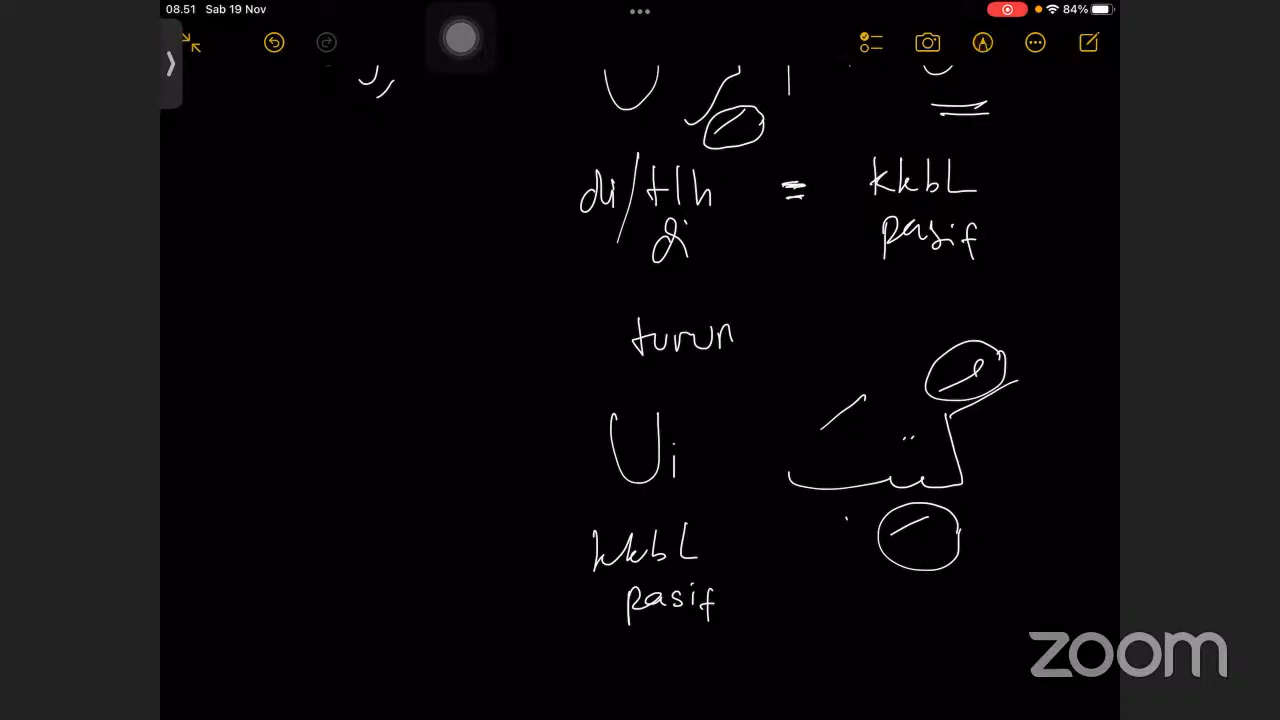 08.51 Sab 19 Nov 84%
di/tlh = kkbL
di pasif
turun
Ui كُتِبَ
kkbL
pasif
zoom